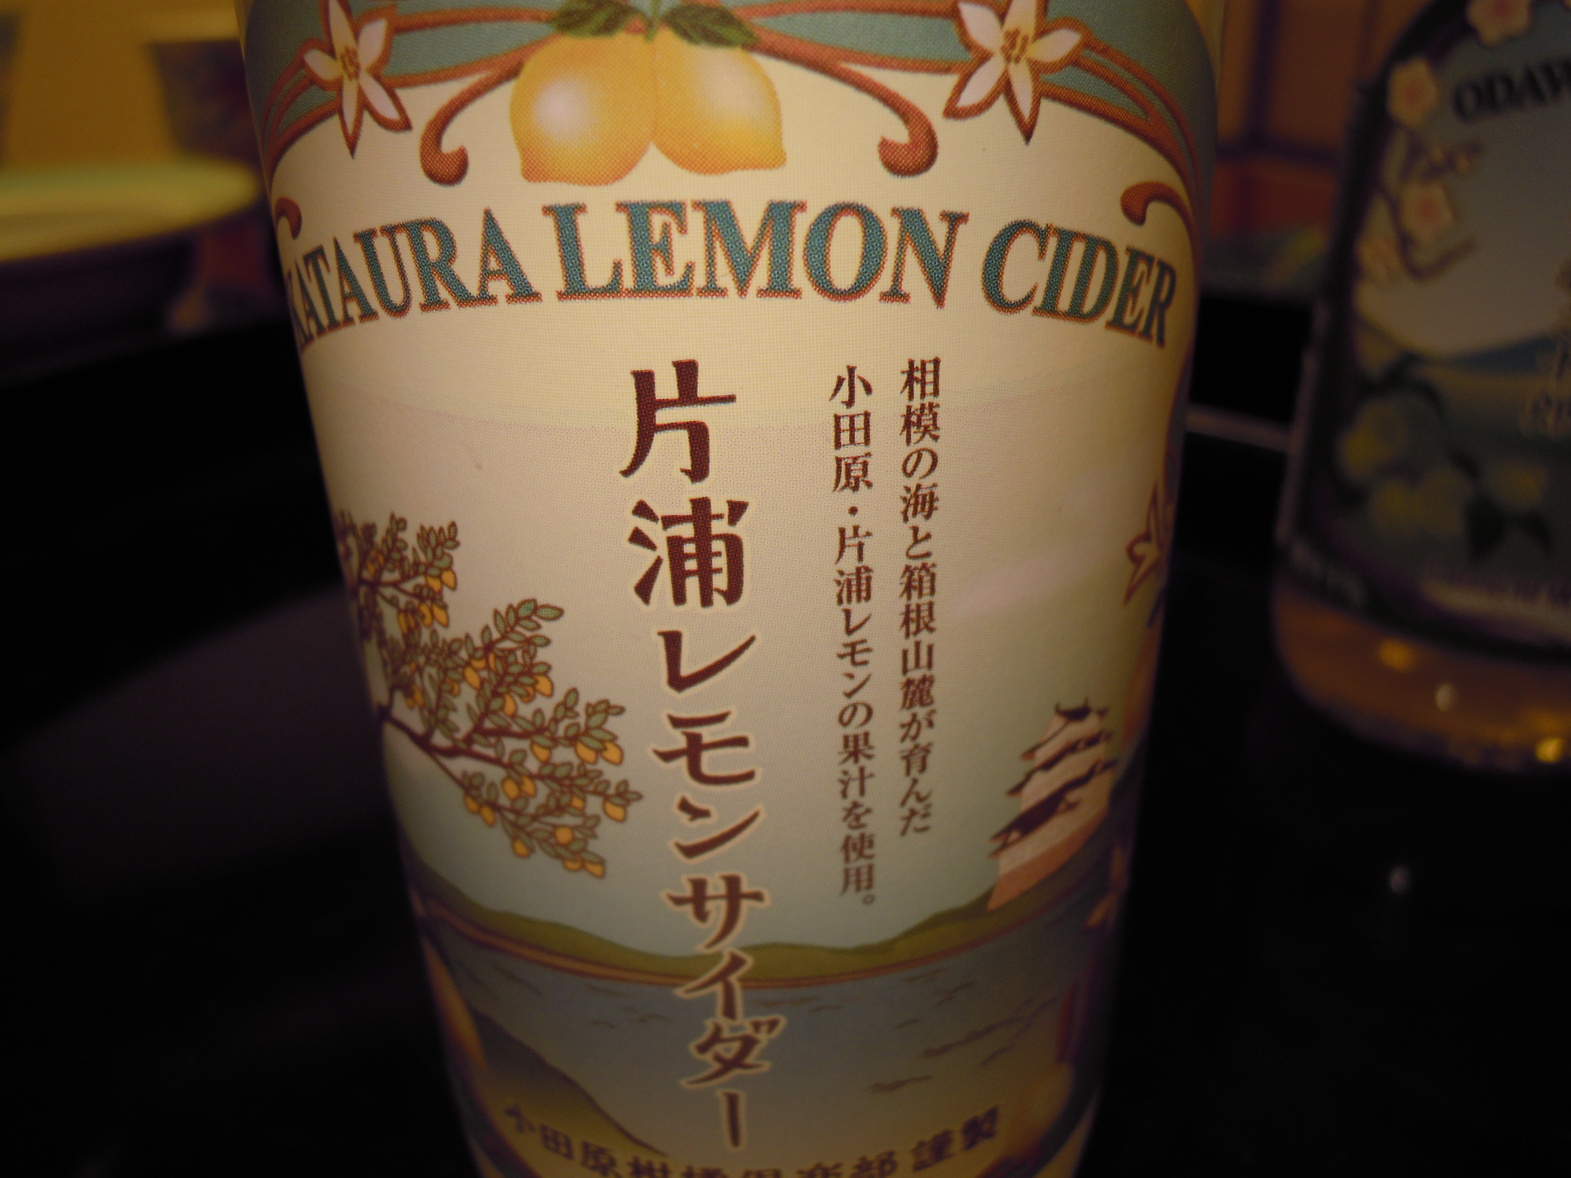 KATAURA LEMON CIDER
相模の海と箱根山麓が育んだ
小田原・片浦レモンの果汁を使用。
片浦レモンサイダー
小田原柑橘倶楽部 謹製
ODAW